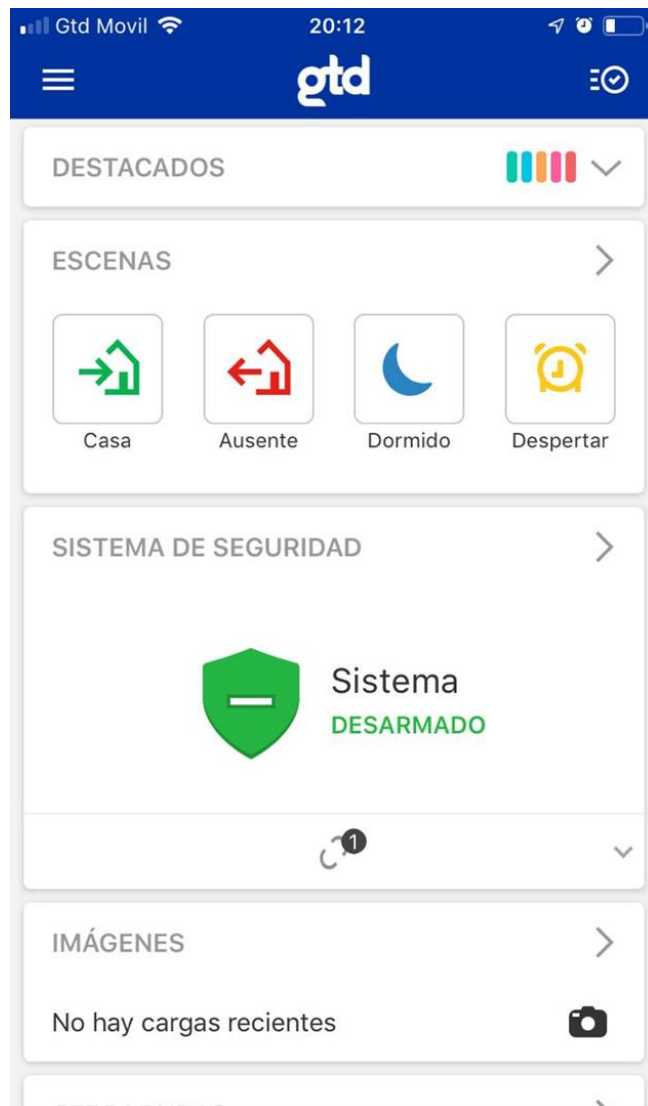 Gtd Movil 20:12
gtd
DESTACADOS
ESCENAS
Casa Ausente Dormido Despertar
SISTEMA DE SEGURIDAD
Sistema
DESARMADO
1
IMÁGENES
No hay cargas recientes